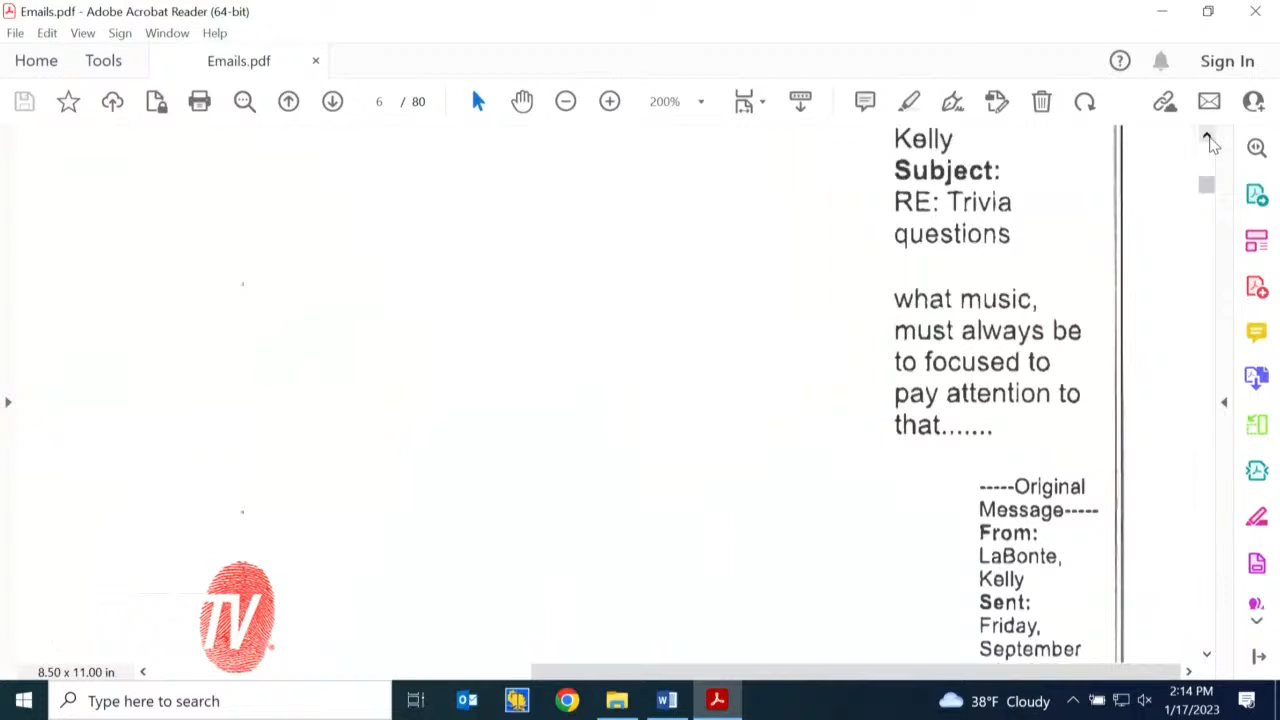 Emails.pdf - Adobe Acrobat Reader (64-bit)
File Edit View Sign Window Help
Home Tools Emails.pdf × Sign In
6 / 80 200%
Kelly
Subject:
RE: Trivia
questions
what music,
must always be
to focused to
pay attention to
that.......
-----Original
Message-----
From:
LaBonte,
Kelly
Sent:
Friday,
September
TV
8.50 x 11.00 in
Type here to search
38°F Cloudy
2:14 PM
1/17/2023